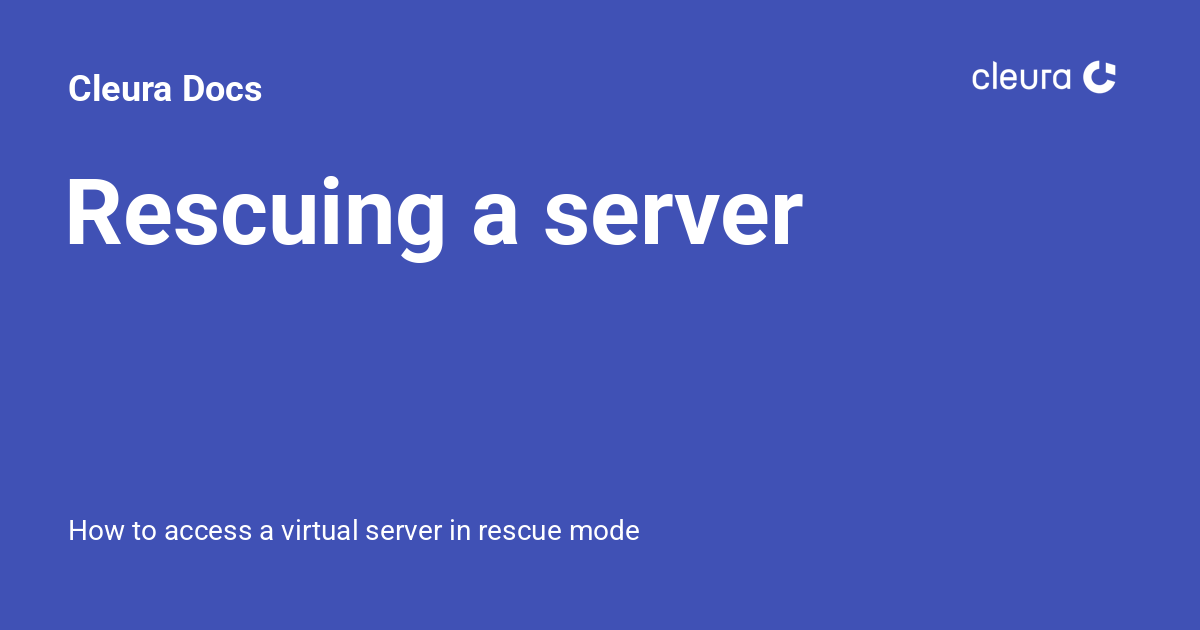 Cleura Docs
cleura
Rescuing a server
How to access a virtual server in rescue mode